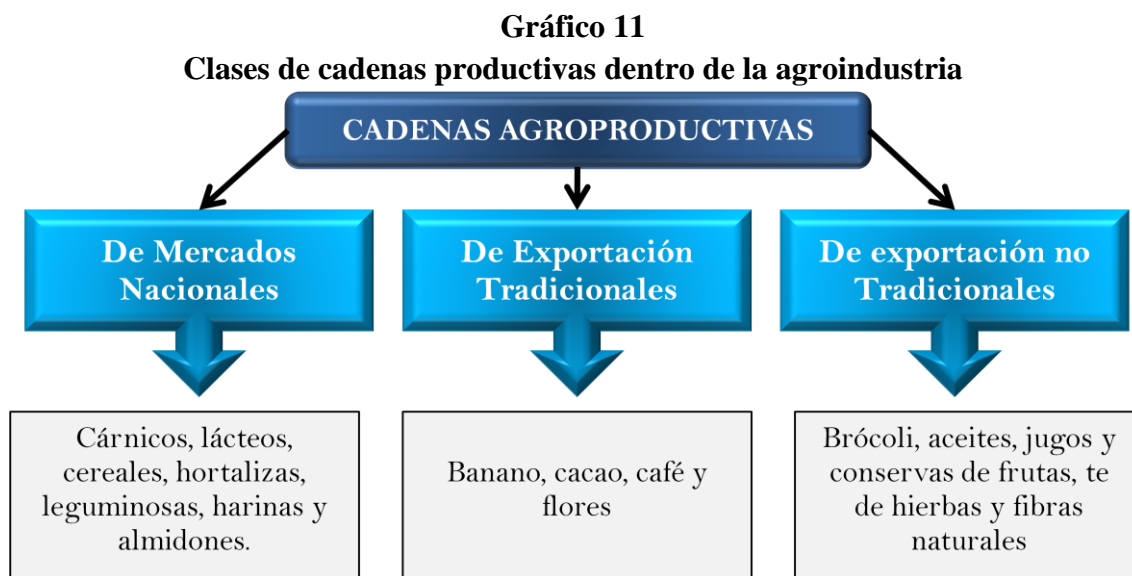 Gráfico 11
Clases de cadenas productivas dentro de la agroindustria
CADENAS AGROPRODUCTIVAS
De Mercados
Nacionales
De Exportación
Tradicionales
De exportación no
Tradicionales
Cárnicos, lácteos,
cereales, hortalizas,
leguminosas, harinas y
almidones.
Banano, cacao, café y
flores
Brócoli, aceites, jugos y
conservas de frutas, te
de hierbas y fibras
naturales